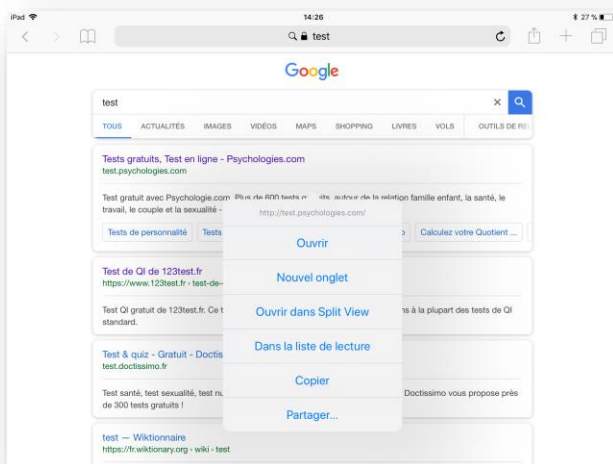 iPad 14:26 27 %
test
Google
test
TOUS ACTUALITÉS IMAGES VIDÉOS MAPS SHOPPING LIVRES VOLS OUTILS DE
Tests gratuits, Test en ligne - Psychologies.com
test.psychologies.com
Test gratuit avec Psychologie.com. Plus de 600 tests autour de la relation famille enfant, la santé, le
travail, le couple et la sexualité -
Tests de personnalité Tests Calculez votre Quotient ...
http://test.psychologies.com/
Ouvrir
Nouvel onglet
Ouvrir dans Split View
Dans la liste de lecture
Copier
Partager...
Test de QI de 123test.fr
https://www.123test.fr › test-de-
Test QI gratuit de 123test.fr. Ce t ns à la plupart des tests de QI
standard.
Test & quiz - Gratuit - Doctis
test.doctissimo.fr
Test santé, test sexualité, test nu Doctissimo vous propose près
de 300 tests gratuits !
test — Wiktionnaire
https://fr.wiktionary.org › wiki › test